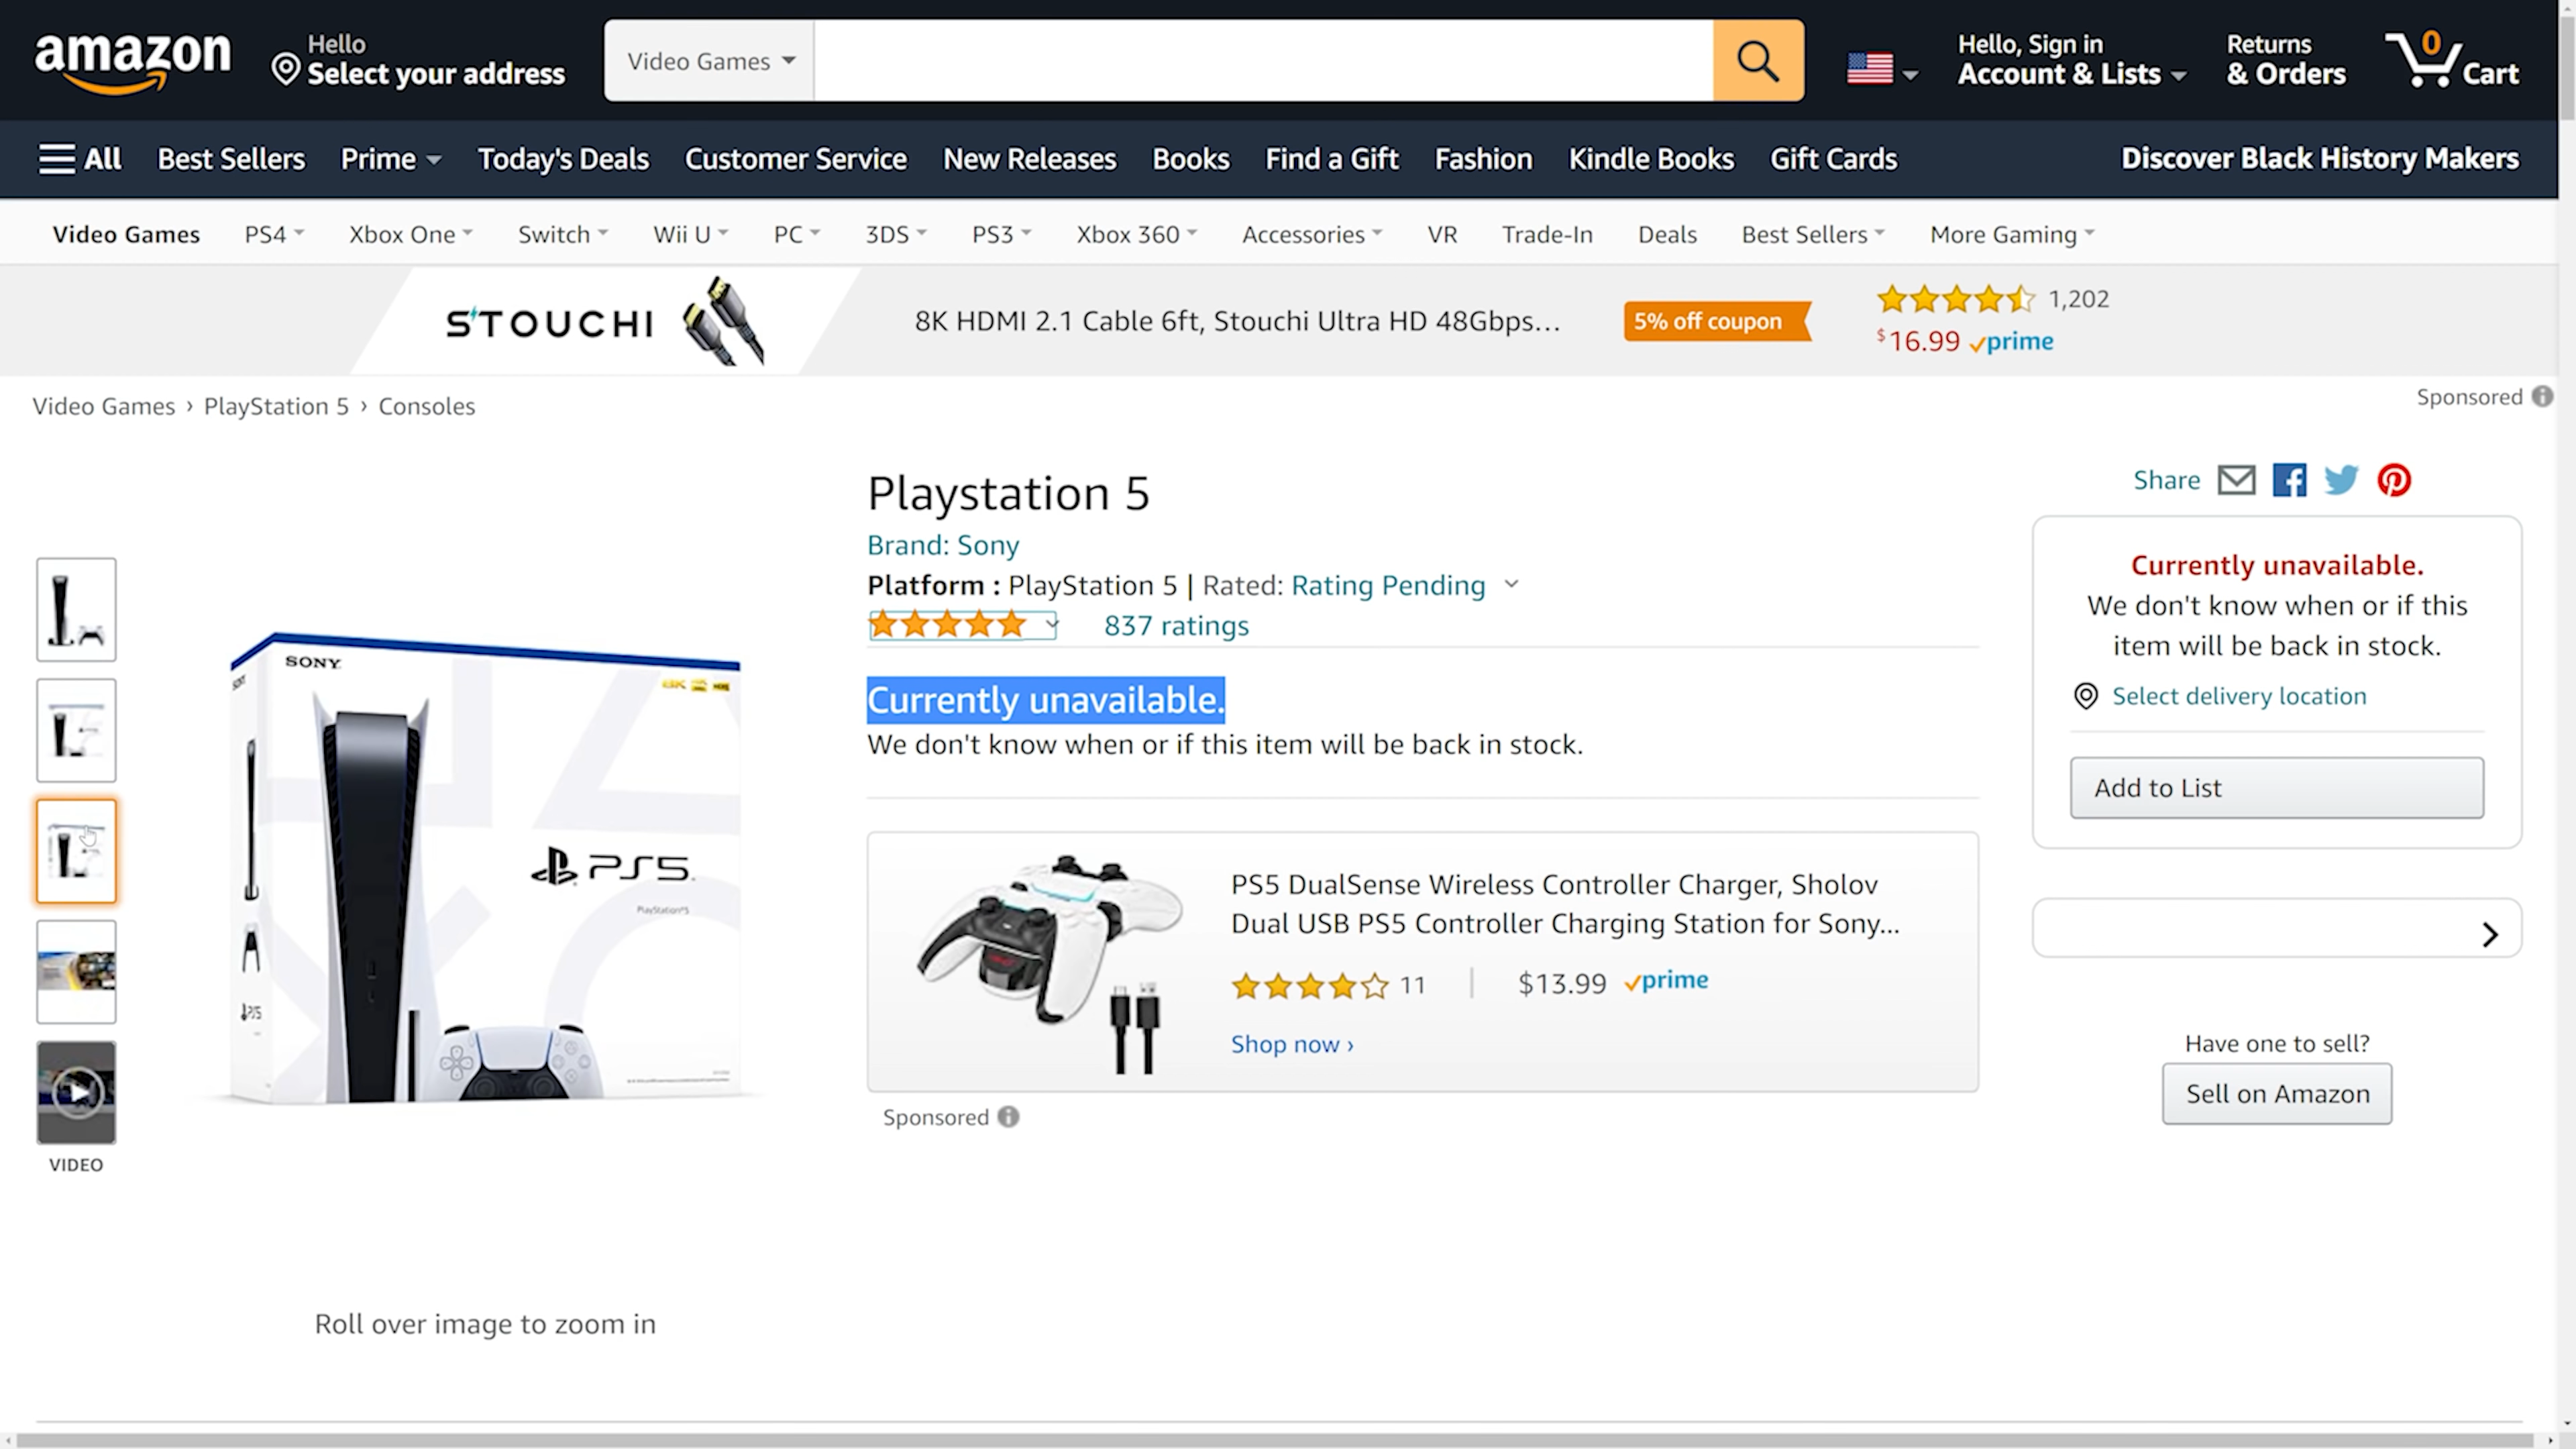 amazon
Hello
Select your address
Video Games
Hello, Sign in
Account & Lists
Returns
& Orders
0
Cart
All
Best Sellers
Prime
Today's Deals
Customer Service
New Releases
Books
Find a Gift
Fashion
Kindle Books
Gift Cards
Discover Black History Makers
Video Games
PS4
Xbox One
Switch
Wii U
PC
3DS
PS3
Xbox 360
Accessories
VR
Trade-In
Deals
Best Sellers
More Gaming
STOUCHI
8K HDMI 2.1 Cable 6ft, Stouchi Ultra HD 48Gbps...
5% off coupon
1,202
$16.99 prime
Sponsored
Video Games › PlayStation 5 › Consoles
Playstation 5
Brand: Sony
Platform : PlayStation 5 | Rated: Rating Pending
837 ratings
Currently unavailable.
We don't know when or if this item will be back in stock.
SONY
SONY
8K
PS5
PlayStation®5
PS5
VIDEO
Roll over image to zoom in
PS5 DualSense Wireless Controller Charger, Sholov
Dual USB PS5 Controller Charging Station for Sony...
11
$13.99 prime
Shop now ›
Sponsored
Share
Currently unavailable.
We don't know when or if this
item will be back in stock.
Select delivery location
Add to List
Have one to sell?
Sell on Amazon